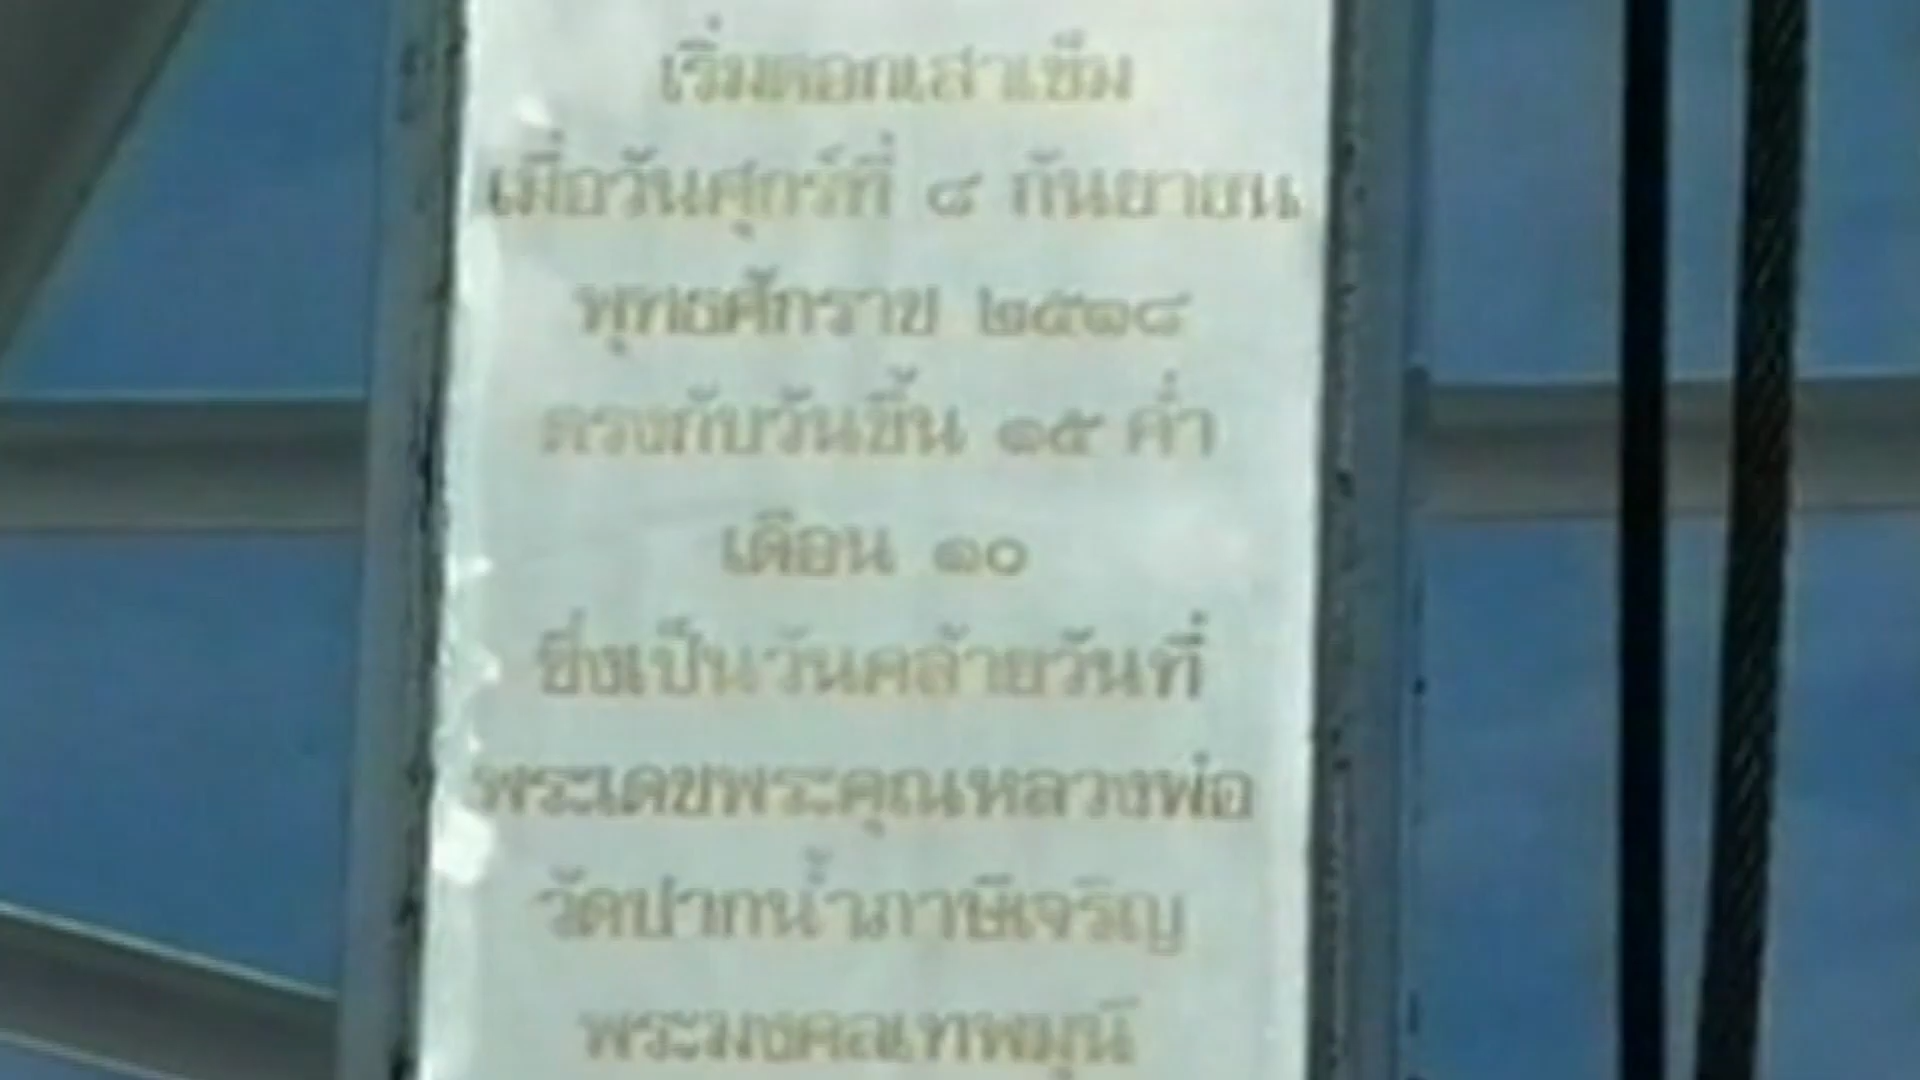 เริ่มตอกเสาเข็ม
เมื่อวันศุกร์ที่ ๘ กันยายน
พุทธศักราช ๒๕๓๘
ตรงกับวันขึ้น ๑๕ ค่ำ
เดือน ๑๐
ซึ่งเป็นวันคล้ายวันที่
พระเดชพระคุณหลวงพ่อ
วัดปากน้ำภาษีเจริญ
พระมงคลเทพมุนี